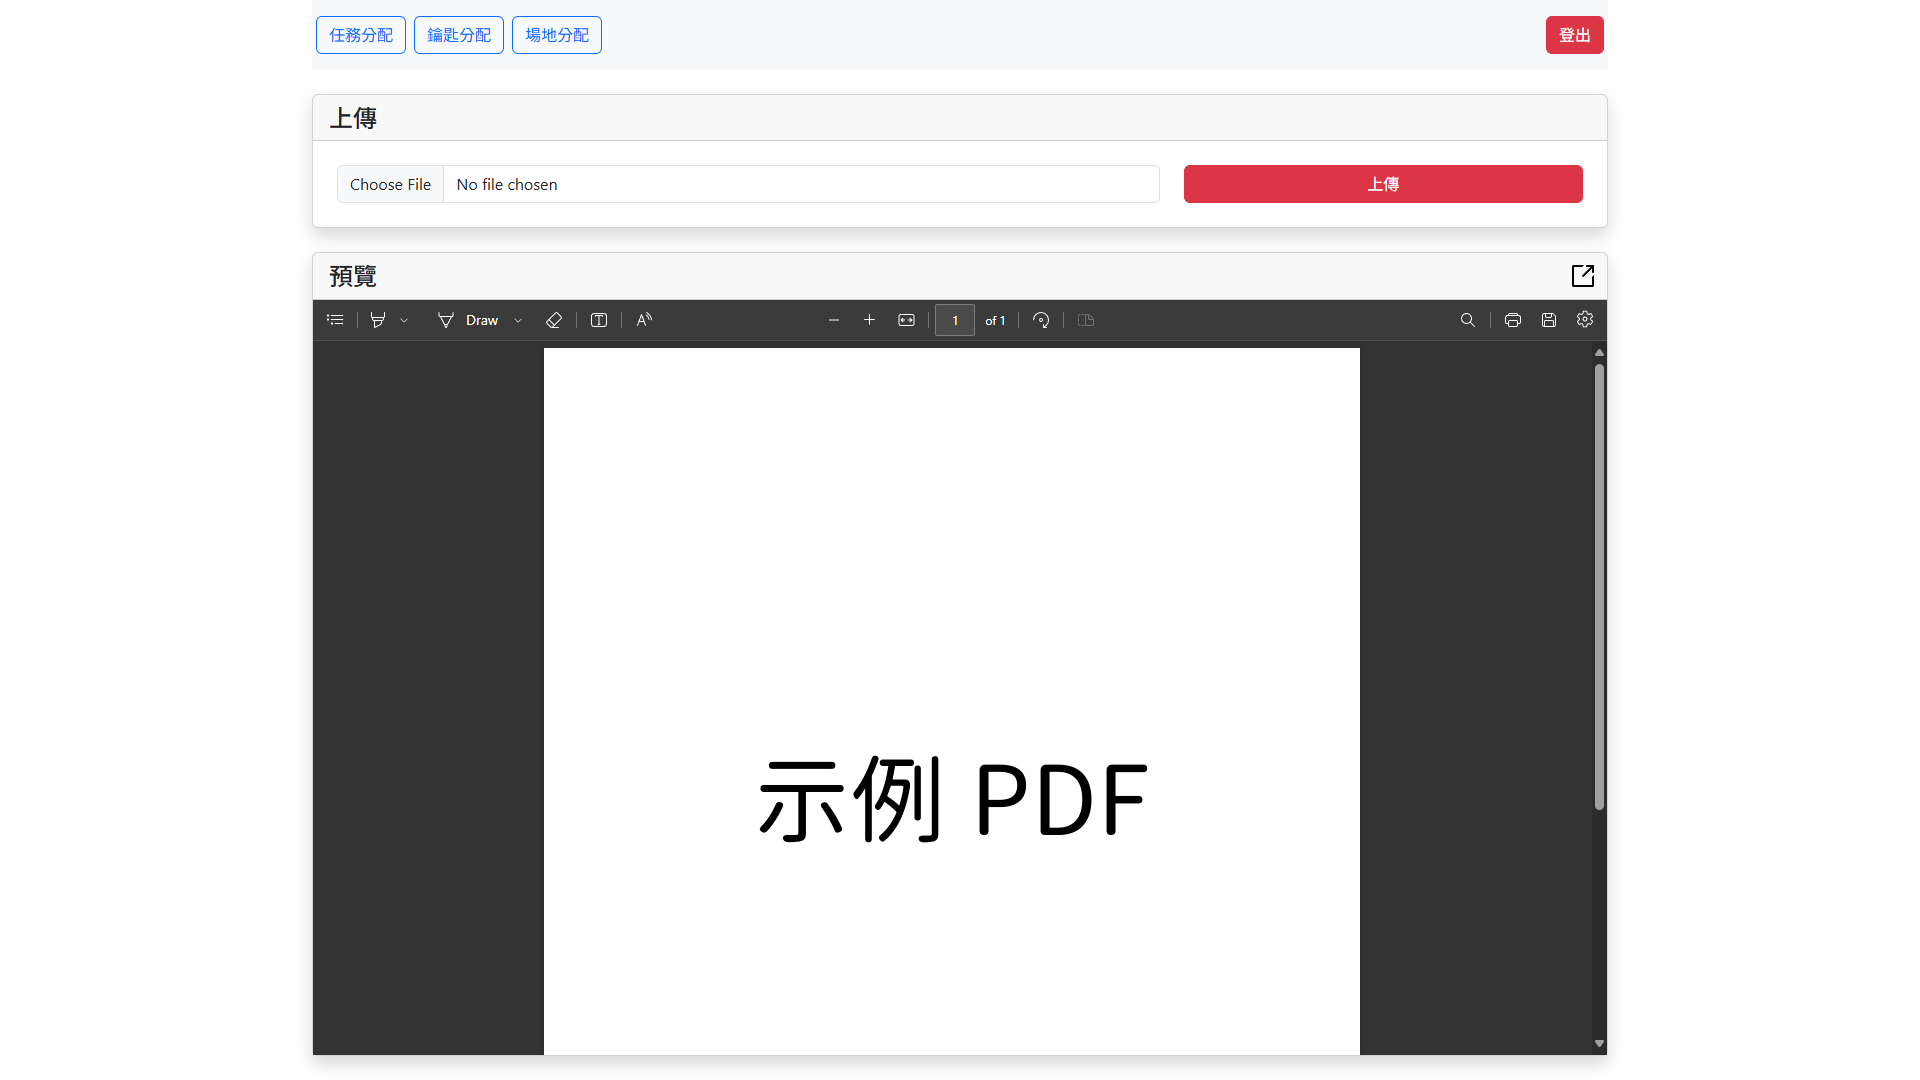 任務分配 鑰匙分配 場地分配 登出
上傳
Choose File No file chosen 上傳
預覽
Draw 1 of 1
示例 PDF